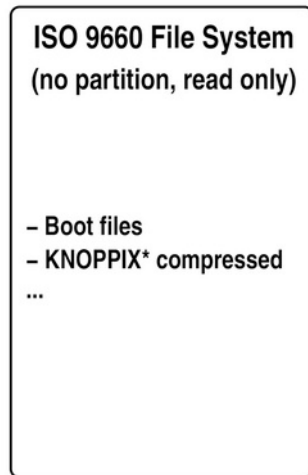 ISO 9660 File System
(no partition, read only)
– Boot files
– KNOPPIX* compressed
...